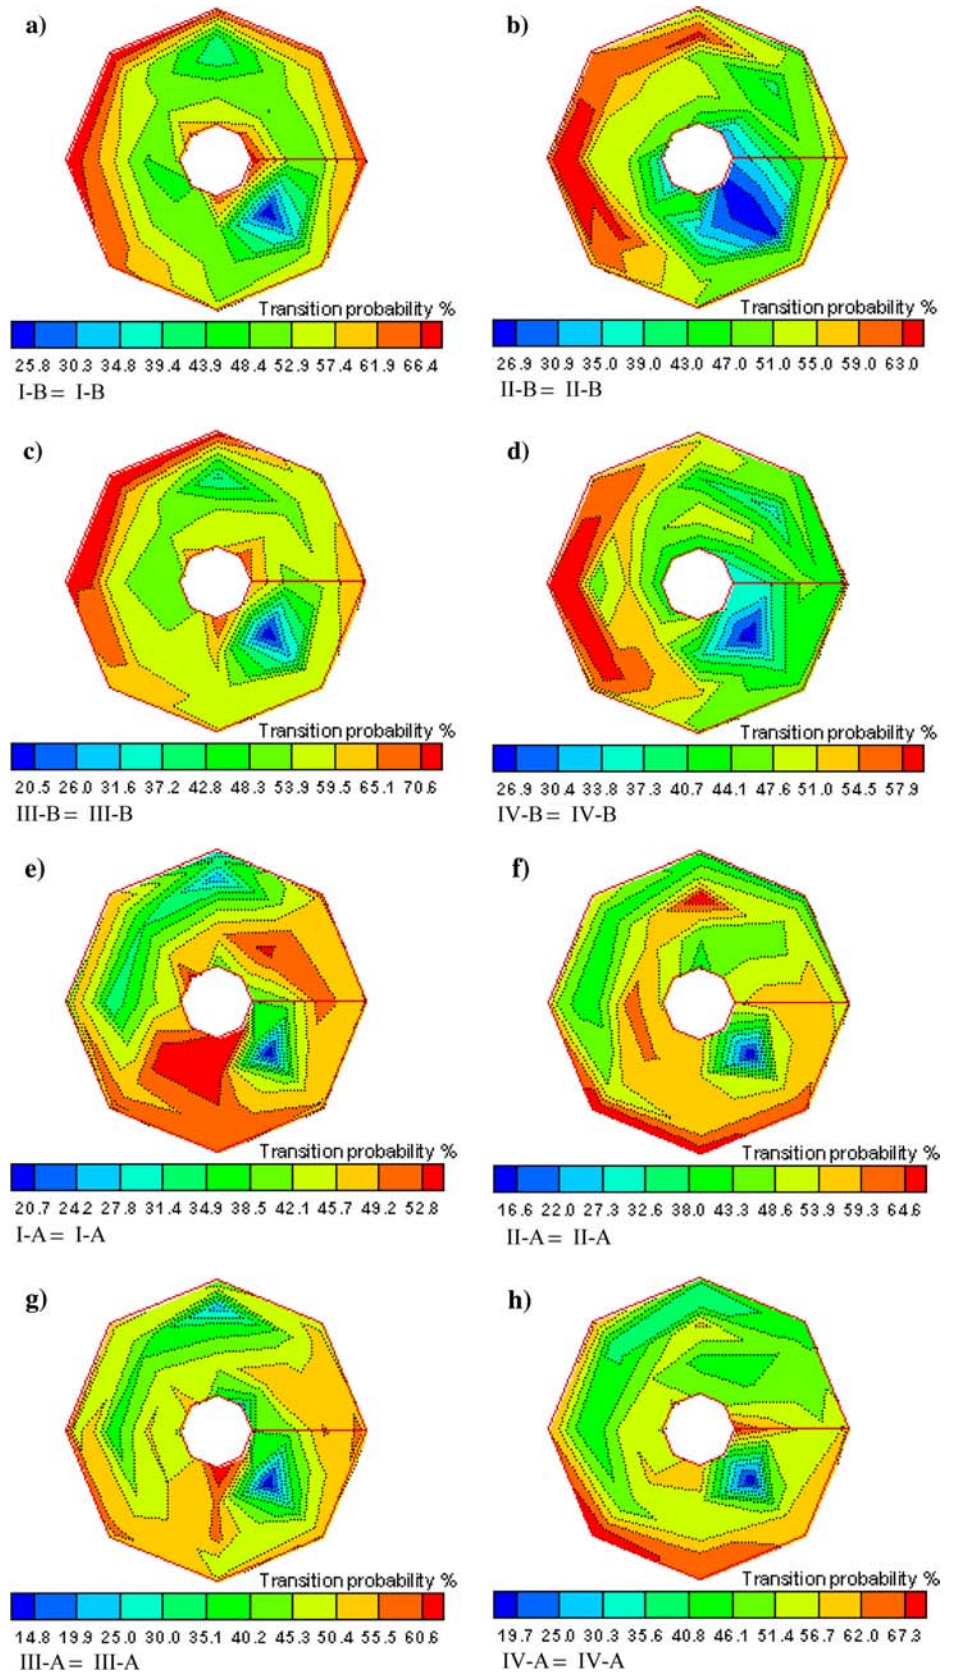 a)
b)
Transition probability %
25.8 30.3 34.8 39.4 43.9 48.4 52.9 57.4 61.9 66.4
I-B = I-B
Transition probability %
26.9 30.9 35.0 39.0 43.0 47.0 51.0 55.0 59.0 63.0
II-B = II-B
c)
d)
Transition probability %
20.5 26.0 31.6 37.2 42.8 48.3 53.9 59.5 65.1 70.6
III-B = III-B
Transition probability %
26.9 30.4 33.8 37.3 40.7 44.1 47.6 51.0 54.5 57.9
IV-B = IV-B
e)
f)
Transition probability %
20.7 24.2 27.8 31.4 34.9 38.5 42.1 45.7 49.2 52.8
I-A = I-A
Transition probability %
16.6 22.0 27.3 32.6 38.0 43.3 48.6 53.9 59.3 64.6
II-A = II-A
g)
h)
Transition probability %
14.8 19.9 25.0 30.0 35.1 40.2 45.3 50.4 55.5 60.6
III-A = III-A
Transition probability %
19.7 25.0 30.3 35.6 40.8 46.1 51.4 56.7 62.0 67.3
IV-A = IV-A